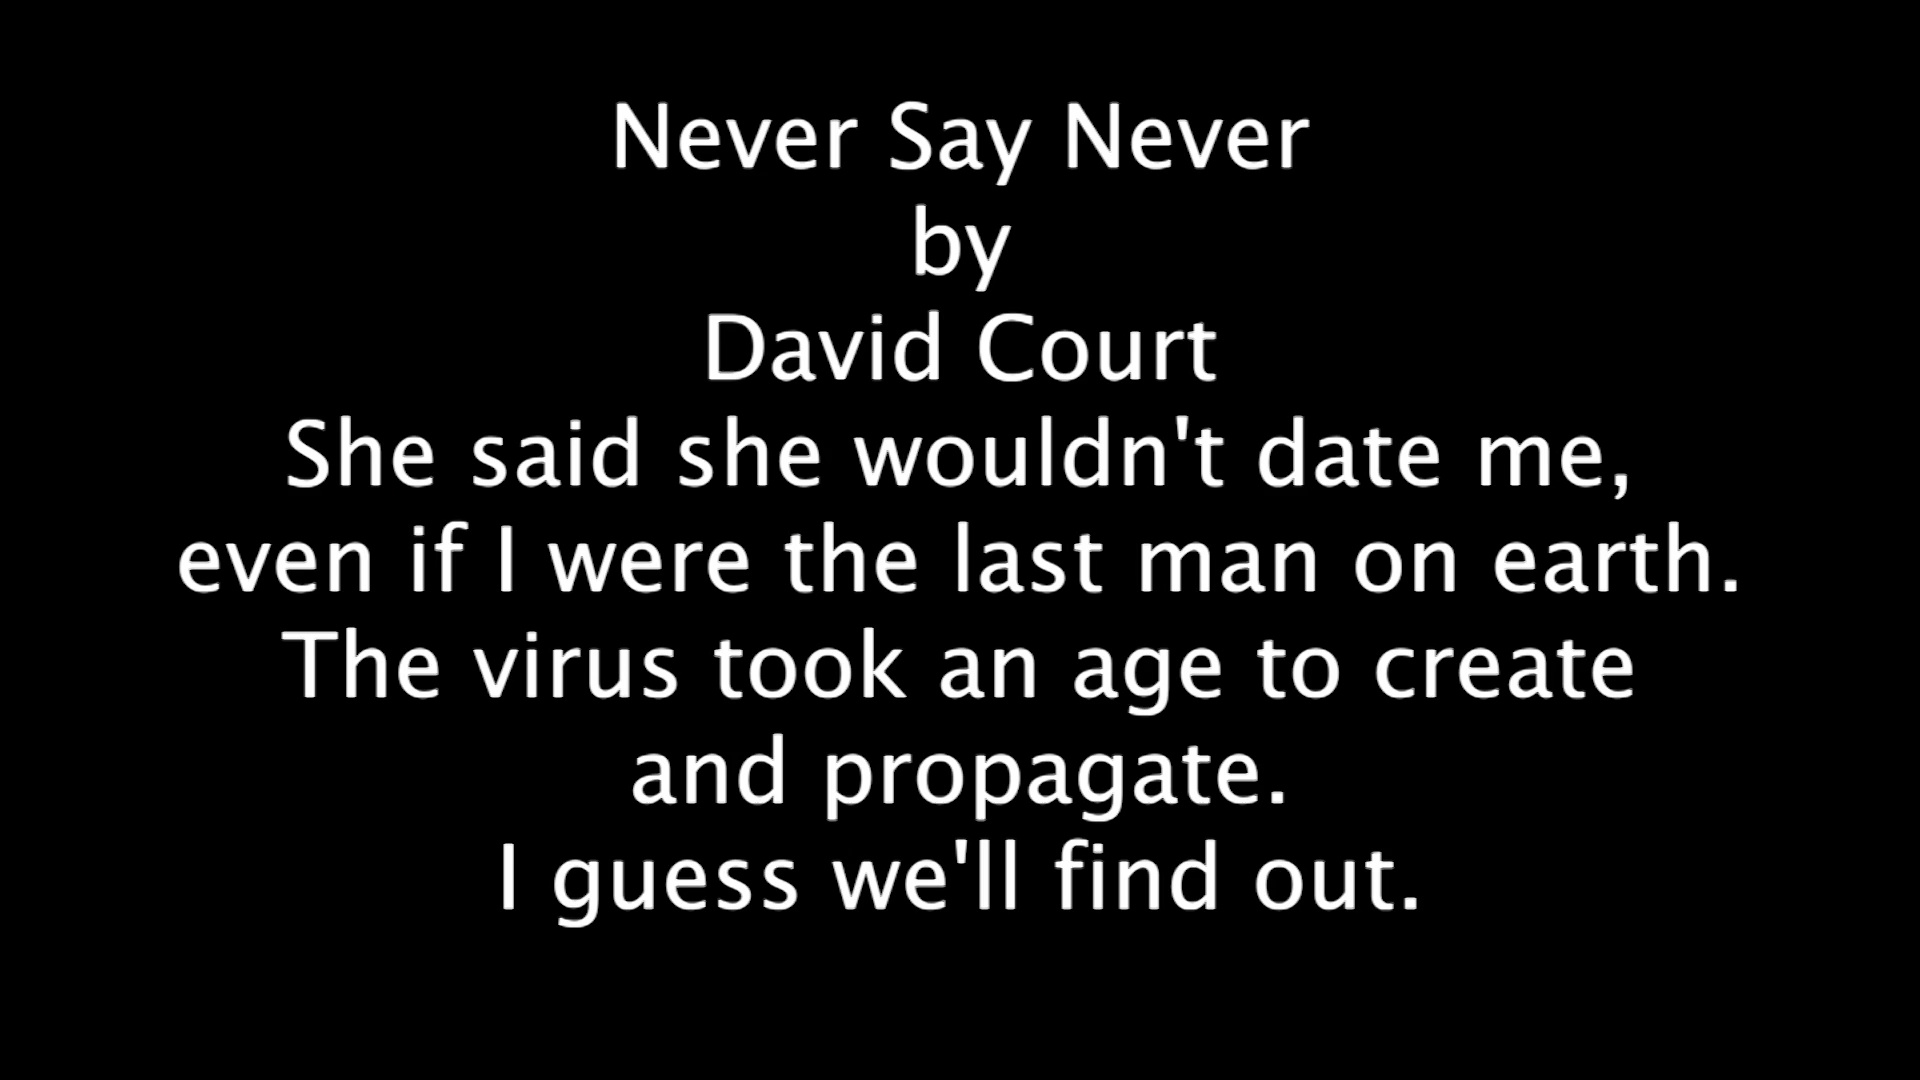 Never Say Never
by
David Court
She said she wouldn't date me,
even if I were the last man on earth.
The virus took an age to create
and propagate.
I guess we'll find out.